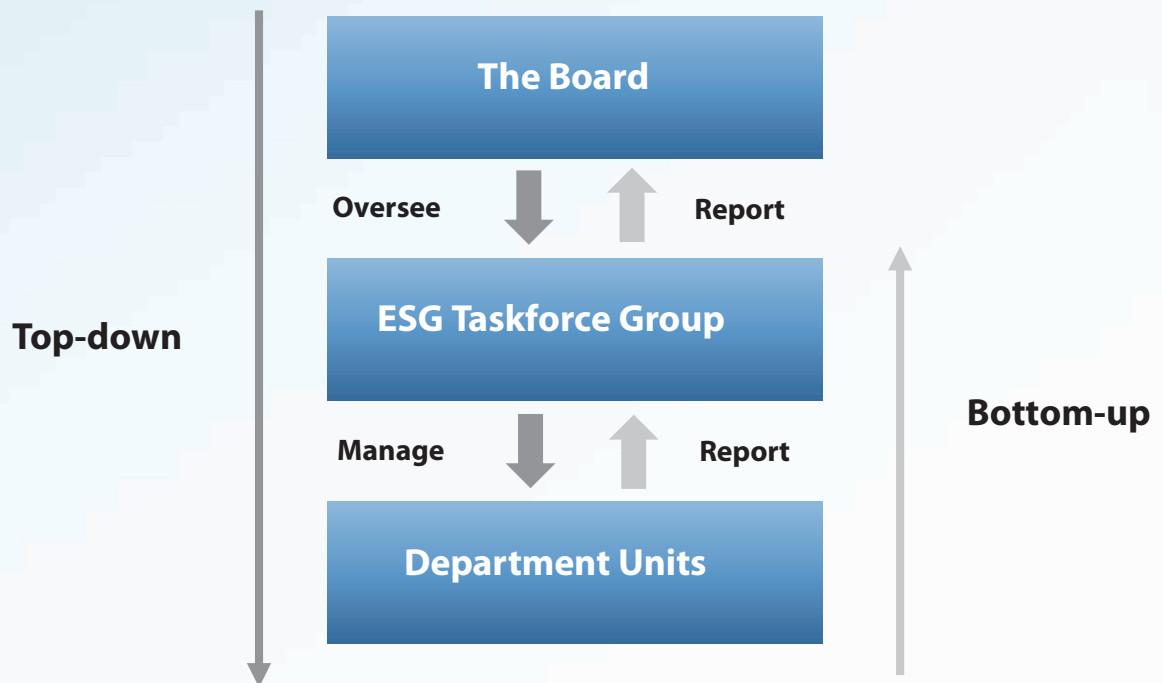 The Board
Oversee
Report
ESG Taskforce Group
Top-down
Bottom-up
Manage
Report
Department Units